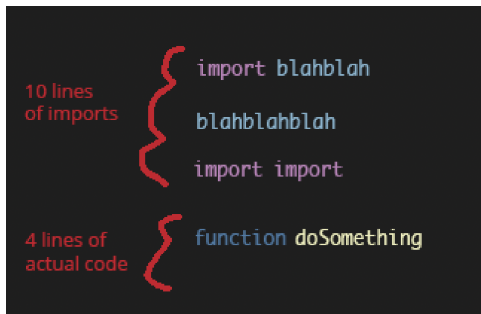 10 lines
of imports
import blahblah
blahblahblah
import import
4 lines of
actual code
function doSomething